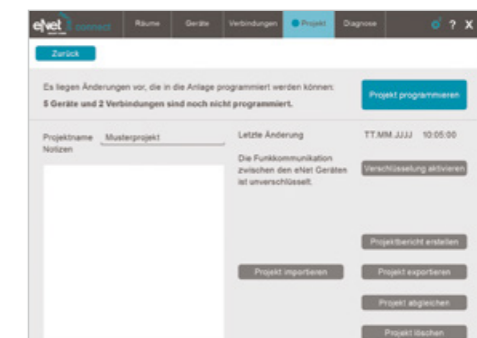 eNet connect Räume Geräte Verbindungen Projekt Diagnose ? X
Zurück
Es liegen Änderungen vor, die in die Anlage programmiert werden können:
5 Geräte und 2 Verbindungen sind noch nicht programmiert.
Projekt programmieren
Projektname Musterprojekt
Notizen
Letzte Änderung TT.MM.JJJJ 10:05:00
Die Funkkommunikation
zwischen den eNet Geräten
ist unverschlüsselt.
Verschlüsselung aktivieren
Projektbericht erstellen
Projekt importieren
Projekt exportieren
Projekt abgleichen
Projekt löschen